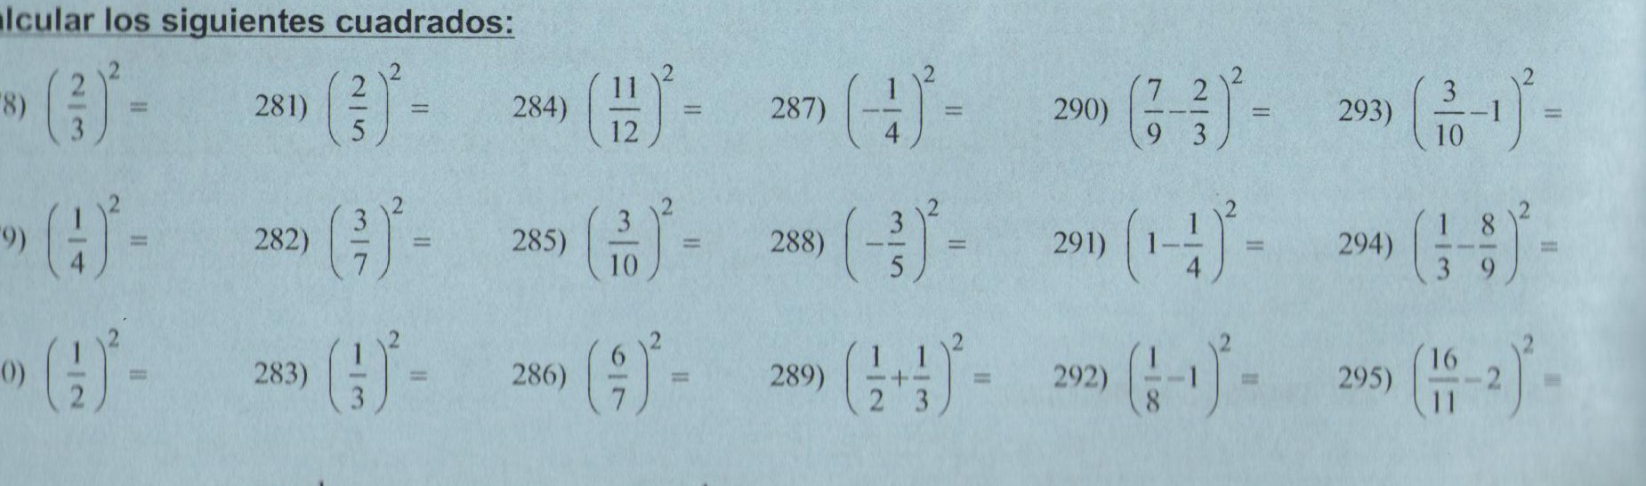 lcular los siguientes cuadrados:
8) (2/3)² = 281) (2/5)² = 284) (11/12)² = 287) (-1/4)² = 290) (7/9-2/3)² = 293) (3/10-1)² =
9) (1/4)² = 282) (3/7)² = 285) (3/10)² = 288) (-3/5)² = 291) (1-1/4)² = 294) (1/3-8/9)² =
0) (1/2)² = 283) (1/3)² = 286) (6/7)² = 289) (1/2+1/3)² = 292) (1/8-1)² = 295) (16/11-2)² =